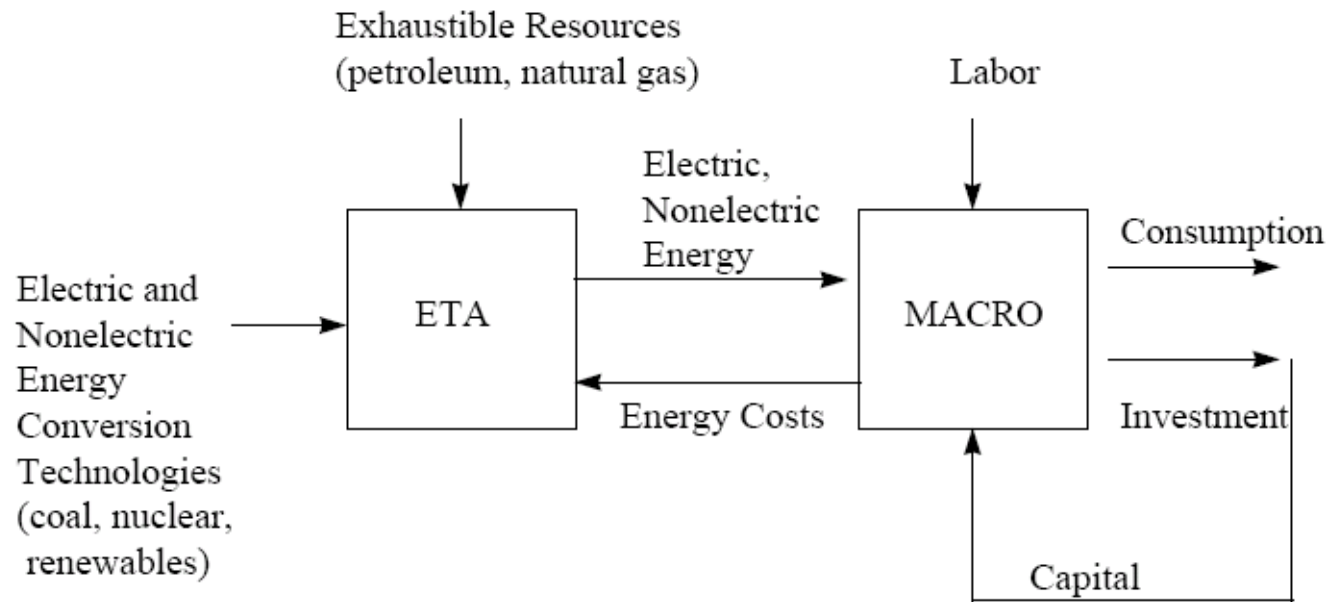 Exhaustible Resources
(petroleum, natural gas)
Labor
Electric,
Nonelectric
Energy
Consumption
Electric and
Nonelectric
Energy
Conversion
Technologies
(coal, nuclear,
renewables)
ETA
MACRO
Energy Costs
Investment
Capital